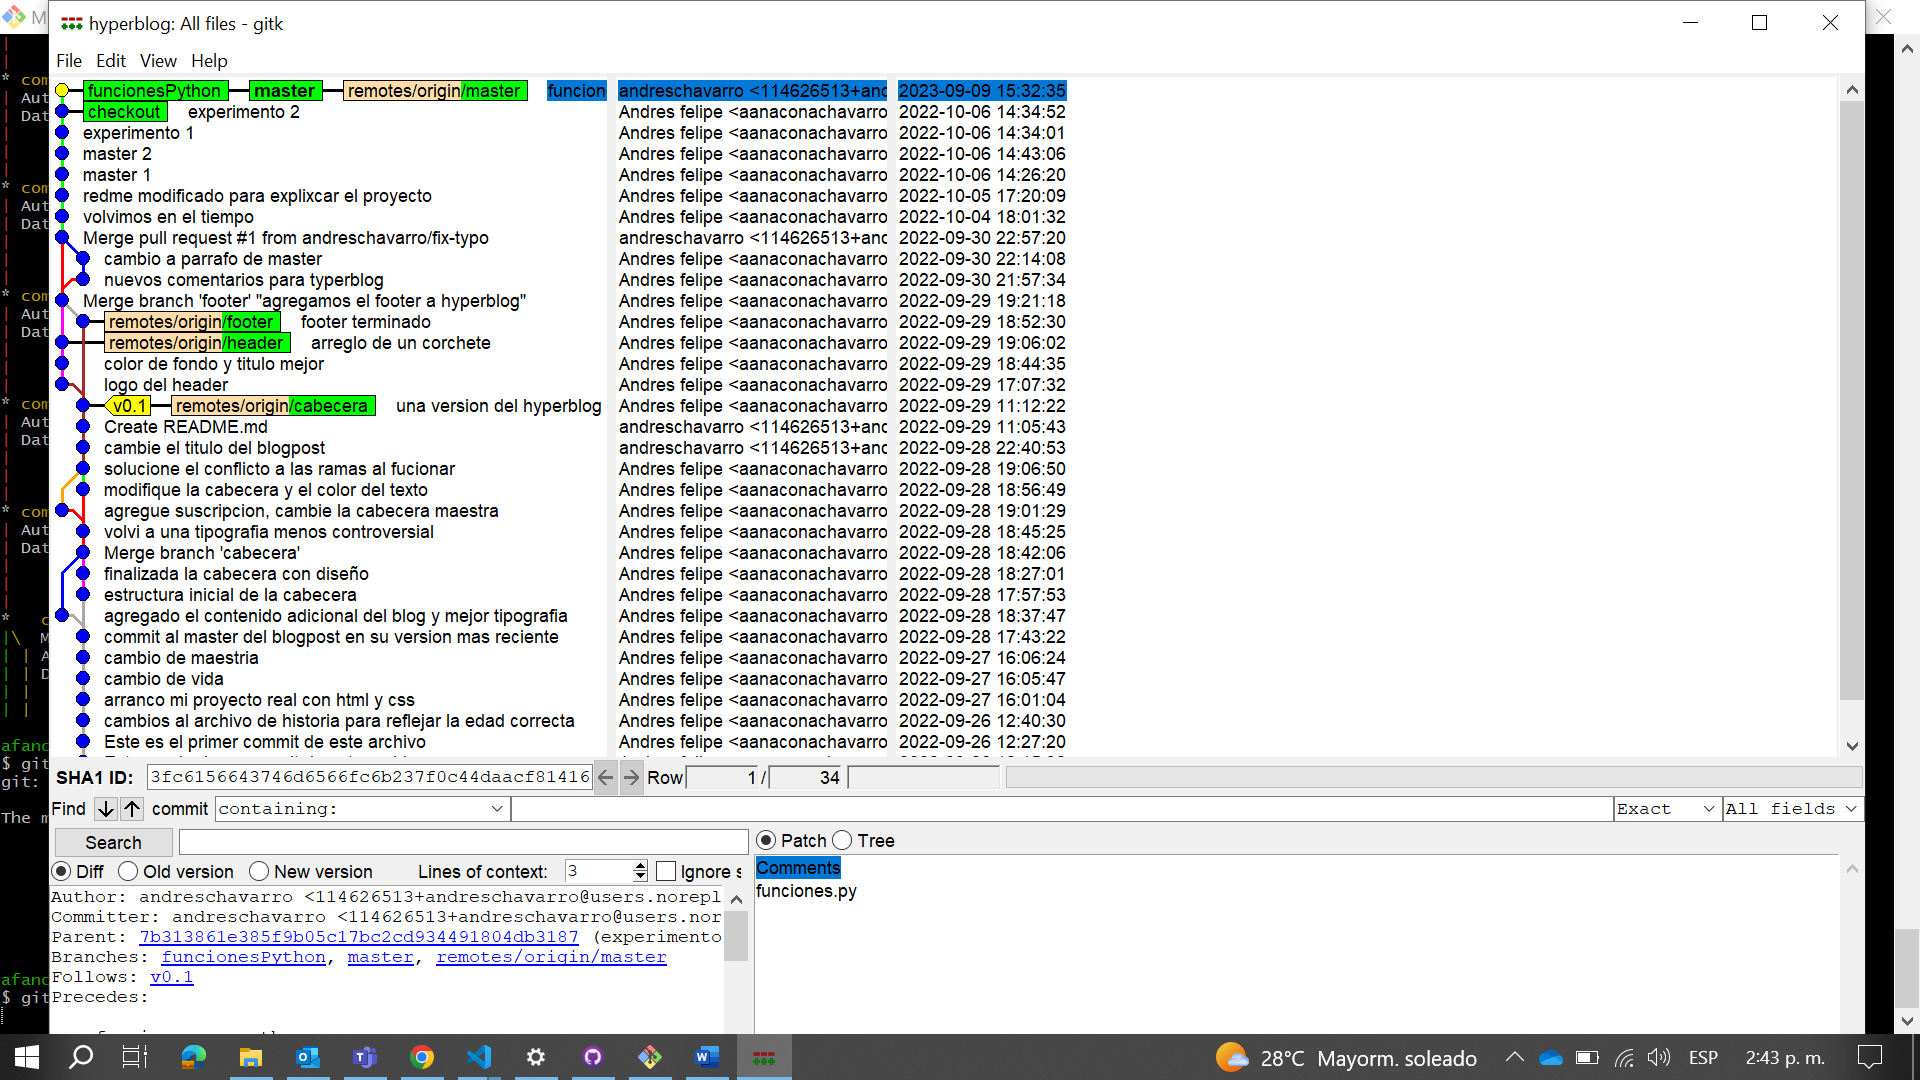 hyperblog: All files - gitk
File Edit View Help
funcionesPython master remotes/origin/master funcion andreschavarro <114626513+and 2023-09-09 15:32:35
checkout experimento 2 Andres felipe <aanaconachavarro 2022-10-06 14:34:52
experimento 1 Andres felipe <aanaconachavarro 2022-10-06 14:34:01
master 2 Andres felipe <aanaconachavarro 2022-10-06 14:43:06
master 1 Andres felipe <aanaconachavarro 2022-10-06 14:26:20
redme modificado para explixcar el proyecto Andres felipe <aanaconachavarro 2022-10-05 17:20:09
volvimos en el tiempo Andres felipe <aanaconachavarro 2022-10-04 18:01:32
Merge pull request #1 from andreschavarro/fix-typo andreschavarro <114626513+and 2022-09-30 22:57:20
cambio a parrafo de master Andres felipe <aanaconachavarro 2022-09-30 22:14:08
nuevos comentarios para typerblog Andres felipe <aanaconachavarro 2022-09-30 21:57:34
Merge branch 'footer' "agregamos el footer a hyperblog" Andres felipe <aanaconachavarro 2022-09-29 19:21:18
remotes/origin/footer footer terminado Andres felipe <aanaconachavarro 2022-09-29 18:52:30
remotes/origin/header arreglo de un corchete Andres felipe <aanaconachavarro 2022-09-29 19:06:02
color de fondo y titulo mejor Andres felipe <aanaconachavarro 2022-09-29 18:44:35
logo del header Andres felipe <aanaconachavarro 2022-09-29 17:07:32
v0.1 remotes/origin/cabecera una version del hyperblog Andres felipe <aanaconachavarro 2022-09-29 11:12:22
Create README.md andreschavarro <114626513+and 2022-09-29 11:05:43
cambie el titulo del blogpost andreschavarro <114626513+and 2022-09-28 22:40:53
solucione el conflicto a las ramas al fucionar Andres felipe <aanaconachavarro 2022-09-28 19:06:50
modifique la cabecera y el color del texto Andres felipe <aanaconachavarro 2022-09-28 18:56:49
agregue suscripcion, cambie la cabecera maestra Andres felipe <aanaconachavarro 2022-09-28 19:01:29
volvi a una tipografia menos controversial Andres felipe <aanaconachavarro 2022-09-28 18:45:25
Merge branch 'cabecera' Andres felipe <aanaconachavarro 2022-09-28 18:42:06
finalizada la cabecera con diseño Andres felipe <aanaconachavarro 2022-09-28 18:27:01
estructura inicial de la cabecera Andres felipe <aanaconachavarro 2022-09-28 17:57:53
agregado el contenido adicional del blog y mejor tipografia Andres felipe <aanaconachavarro 2022-09-28 18:37:47
commit al master del blogpost en su version mas reciente Andres felipe <aanaconachavarro 2022-09-28 17:43:22
cambio de maestria Andres felipe <aanaconachavarro 2022-09-27 16:06:24
cambio de vida Andres felipe <aanaconachavarro 2022-09-27 16:05:47
arranco mi proyecto real con html y css Andres felipe <aanaconachavarro 2022-09-27 16:01:04
cambios al archivo de historia para reflejar la edad correcta Andres felipe <aanaconachavarro 2022-09-26 12:40:30
Este es el primer commit de este archivo Andres felipe <aanaconachavarro 2022-09-26 12:27:20
SHA1 ID: 3fc6156643746d6566fc6b237f0c44daacf81416 Row 1 / 34
Find commit containing: Exact All fields
Search
Patch Tree
Diff Old version New version Lines of context: 3 Ignore s
Comments
funciones.py
Author: andreschavarro <114626513+andreschavarro@users.norepl
Committer: andreschavarro <114626513+andreschavarro@users.nor
Parent: 7b313861e385f9b05c17bc2cd934491804db3187 (experimento
Branches: funcionesPython, master, remotes/origin/master
Follows: v0.1
Precedes:
* com
| Aut
| Dat
* com
| Aut
| Dat
* com
| Aut
| Dat
* com
| Aut
| Dat
* com
| Aut
| Dat
* c
|\ M
| | A
| | D
afanc
$ git
git:
The m
afanc
$ git
28°C Mayorm. soleado ESP 2:43 p. m.